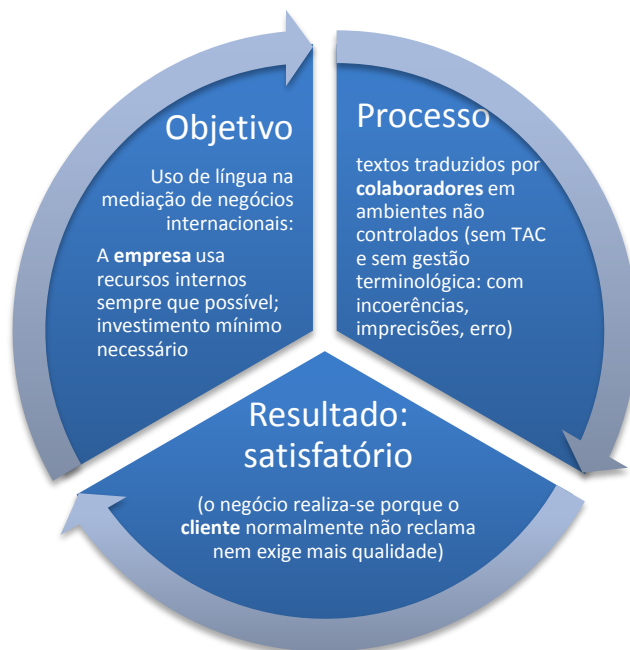 Objetivo
Uso de língua na
mediação de negócios
internacionais:
A empresa usa
recursos internos
sempre que possível;
investimento mínimo
necessário
Processo
textos traduzidos por
colaboradores em
ambientes não
controlados (sem TAC
e sem gestão
terminológica: com
incoerências,
imprecisões, erro)
Resultado:
satisfatório
(o negócio realiza-se porque o
cliente normalmente não reclama
nem exige mais qualidade)